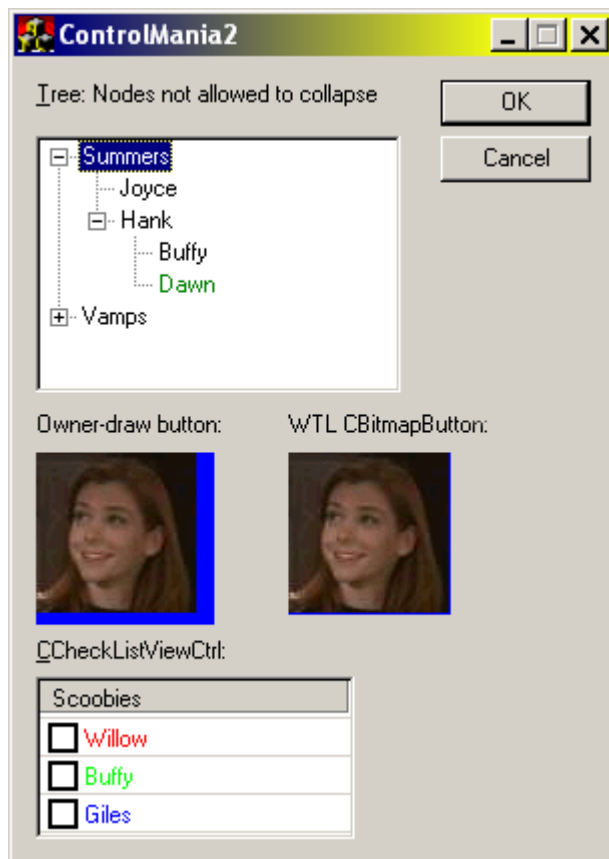 ControlMania2
Tree: Nodes not allowed to collapse
OK
Cancel
Summers
Joyce
Hank
Buffy
Dawn
Vamps
Owner-draw button:
WTL CBitmapButton:
CCheckListViewCtrl:
Scoobies
Willow
Buffy
Giles